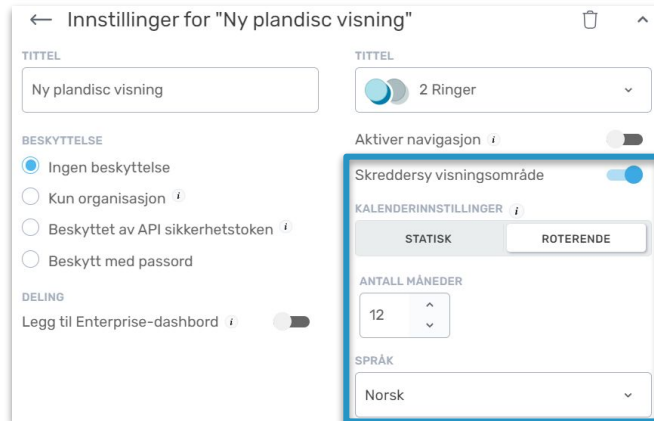 ← Innstillinger for "Ny plandisc visning"
TITTEL
Ny plandisc visning
BESKYTTELSE
Ingen beskyttelse
Kun organisasjon i
Beskyttet av API sikkerhetstoken i
Beskytt med passord
DELING
Legg til Enterprise-dashbord i
TITTEL
2 Ringer
Aktiver navigasjon i
Skreddersy visningsområde
KALENDERINNSTILLINGER i
STATISK ROTERENDE
ANTALL MÅNEDER
12
SPRÅK
Norsk